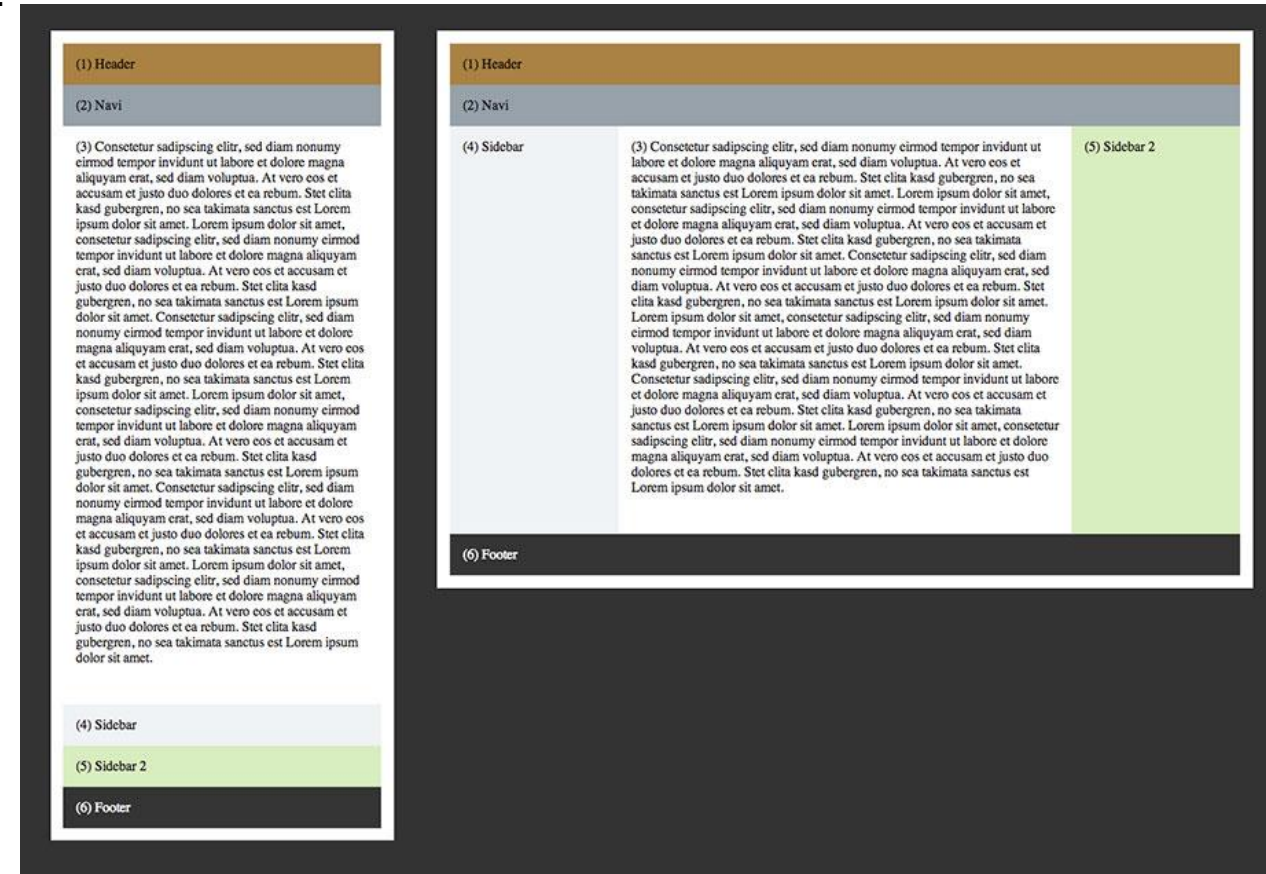 (1) Header
(2) Navi
(3) Consetetur sadipscing elitr, sed diam nonumy
eirmod tempor invidunt ut labore et dolore magna
aliquyam erat, sed diam voluptua. At vero eos et
accusam et justo duo dolores et ea rebum. Stet clita
kasd gubergren, no sea takimata sanctus est Lorem
ipsum dolor sit amet. Lorem ipsum dolor sit amet,
consetetur sadipscing elitr, sed diam nonumy eirmod
tempor invidunt ut labore et dolore magna aliquyam
erat, sed diam voluptua. At vero eos et accusam et
justo duo dolores et ea rebum. Stet clita kasd
gubergren, no sea takimata sanctus est Lorem ipsum
dolor sit amet. Consetetur sadipscing elitr, sed diam
nonumy eirmod tempor invidunt ut labore et dolore
magna aliquyam erat, sed diam voluptua. At vero eos
et accusam et justo duo dolores et ea rebum. Stet clita
kasd gubergren, no sea takimata sanctus est Lorem
ipsum dolor sit amet. Lorem ipsum dolor sit amet,
consetetur sadipscing elitr, sed diam nonumy eirmod
tempor invidunt ut labore et dolore magna aliquyam
erat, sed diam voluptua. At vero eos et accusam et
justo duo dolores et ea rebum. Stet clita kasd
gubergren, no sea takimata sanctus est Lorem ipsum
dolor sit amet. Consetetur sadipscing elitr, sed diam
nonumy eirmod tempor invidunt ut labore et dolore
magna aliquyam erat, sed diam voluptua. At vero eos
et accusam et justo duo dolores et ea rebum. Stet clita
kasd gubergren, no sea takimata sanctus est Lorem
ipsum dolor sit amet. Lorem ipsum dolor sit amet,
consetetur sadipscing elitr, sed diam nonumy eirmod
tempor invidunt ut labore et dolore magna aliquyam
erat, sed diam voluptua. At vero eos et accusam et
justo duo dolores et ea rebum. Stet clita kasd
gubergren, no sea takimata sanctus est Lorem ipsum
dolor sit amet.
(4) Sidebar
(5) Sidebar 2
(6) Footer
(1) Header
(2) Navi
(4) Sidebar
(3) Consetetur sadipscing elitr, sed diam nonumy eirmod tempor invidunt ut
labore et dolore magna aliquyam erat, sed diam voluptua. At vero eos et
accusam et justo duo dolores et ea rebum. Stet clita kasd gubergren, no sea
takimata sanctus est Lorem ipsum dolor sit amet. Lorem ipsum dolor sit amet,
consetetur sadipscing elitr, sed diam nonumy eirmod tempor invidunt ut labore
et dolore magna aliquyam erat, sed diam voluptua. At vero eos et accusam et
justo duo dolores et ea rebum. Stet clita kasd gubergren, no sea takimata
sanctus est Lorem ipsum dolor sit amet. Consetetur sadipscing elitr, sed diam
nonumy eirmod tempor invidunt ut labore et dolore magna aliquyam erat, sed
diam voluptua. At vero eos et accusam et justo duo dolores et ea rebum. Stet
clita kasd gubergren, no sea takimata sanctus est Lorem ipsum dolor sit amet.
Lorem ipsum dolor sit amet, consetetur sadipscing elitr, sed diam nonumy
eirmod tempor invidunt ut labore et dolore magna aliquyam erat, sed diam
voluptua. At vero eos et accusam et justo duo dolores et ea rebum. Stet clita
kasd gubergren, no sea takimata sanctus est Lorem ipsum dolor sit amet.
Consetetur sadipscing elitr, sed diam nonumy eirmod tempor invidunt ut labore
et dolore magna aliquyam erat, sed diam voluptua. At vero eos et accusam et
justo duo dolores et ea rebum. Stet clita kasd gubergren, no sea takimata
sanctus est Lorem ipsum dolor sit amet. Lorem ipsum dolor sit amet, consetetur
sadipscing elitr, sed diam nonumy eirmod tempor invidunt ut labore et dolore
magna aliquyam erat, sed diam voluptua. At vero eos et accusam et justo duo
dolores et ea rebum. Stet clita kasd gubergren, no sea takimata sanctus est
Lorem ipsum dolor sit amet.
(5) Sidebar 2
(6) Footer